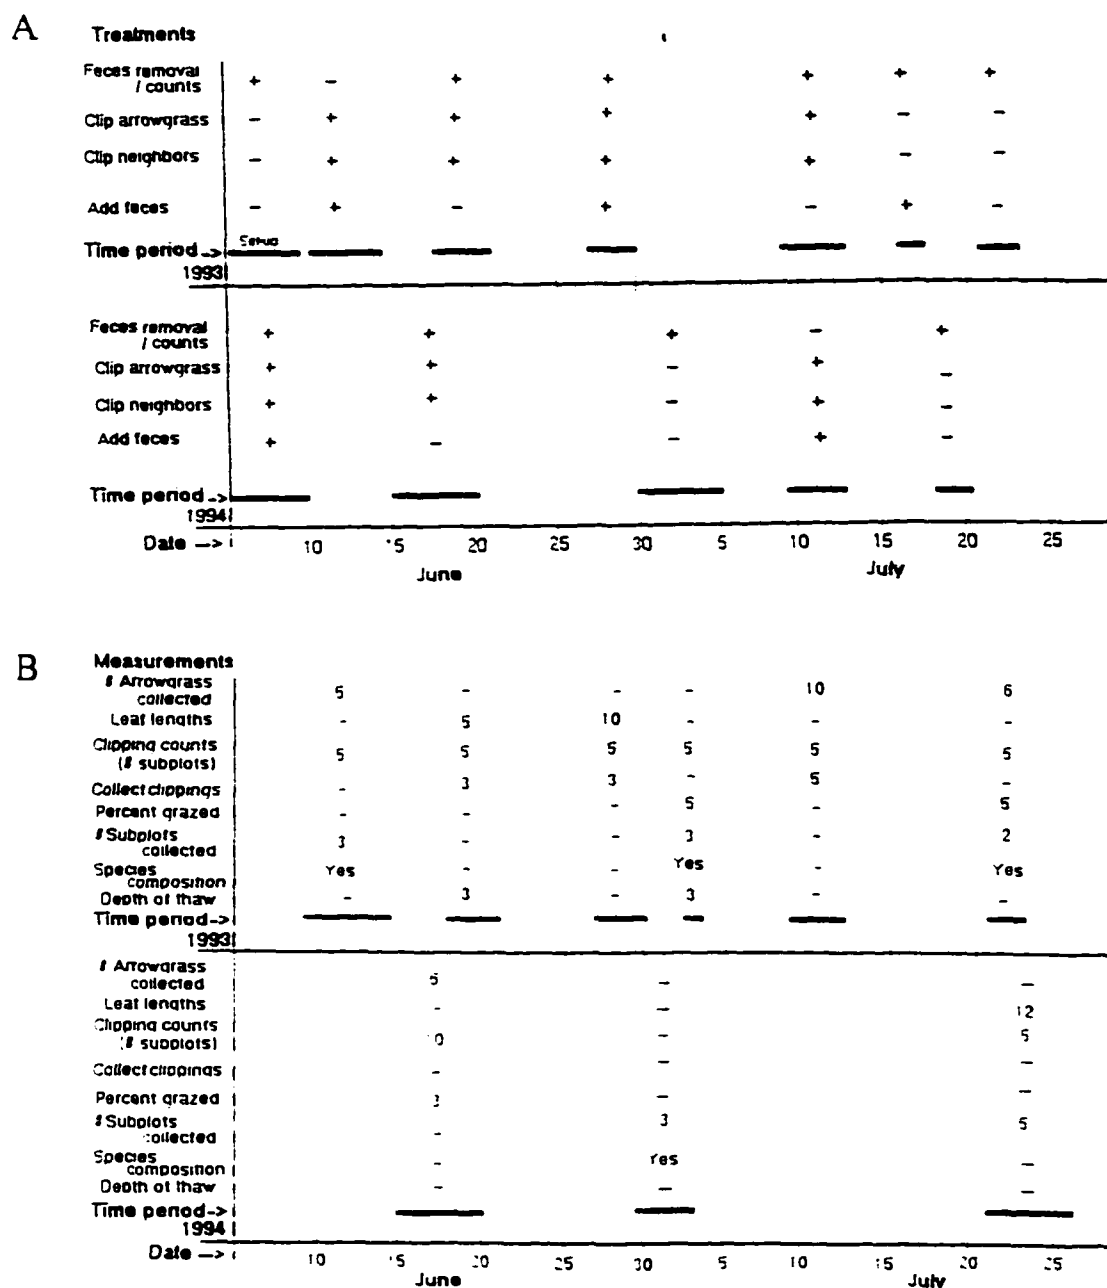 A
Treatments
Feces removal / counts + - + + + + +
Clip arrowgrass - + + + + - -
Clip neighbors - + + + + - -
Add feces - + - + - + -
Time period -> Set-up
1993
Feces removal / counts + + + - +
Clip arrowgrass + + - + -
Clip neighbors + + - + -
Add feces + - - + -
Time period ->
1994
Date --> 10 15 20 25 30 5 10 15 20 25
June July
B
Measurements
# Arrowgrass collected 5 - - - 10 6
Leaf lengths - 5 10 - - -
Clipping counts (# subplots) 5 5 5 5 5 5
Collect clippings - 3 3 - 5 -
Percent grazed - - - 5 - 5
# Subplots collected 3 - - 3 - 2
Species composition Yes - - Yes - Yes
Depth of thaw - 3 - 3 - -
Time period ->
1993
# Arrowgrass collected 5 - -
Leaf lengths - - 12
Clipping counts (# subplots) 10 - 5
Collect clippings - - -
Percent grazed 3 - -
# Subplots collected - 3 5
Species composition - Yes -
Depth of thaw - - -
Time period ->
1994
Date --> 10 15 20 25 30 5 10 15 20 25
June July